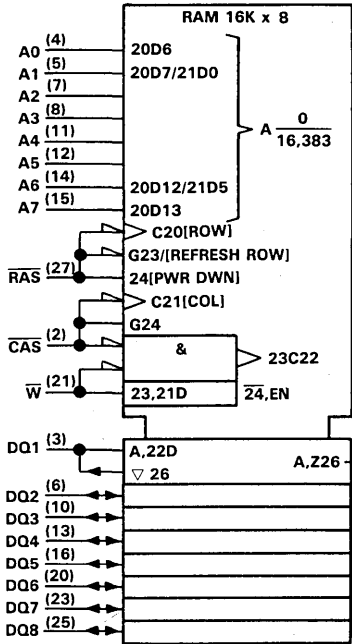 RAM 16K x 8
A0 (4) 20D6
A1 (5) 20D7/21D0
A2 (7)
A3 (8)
A4 (11)
A5 (12)
A6 (14) 20D12/21D5
A7 (15) 20D13
A 0
16,383
C20[ROW]
G23/[REFRESH ROW]
RAS (27) 24[PWR DWN]
C21[COL]
G24
CAS (2) & 23C22
W (21) 23,21D 24,EN
DQ1 (3) A,22D A,Z26
▽ 26
DQ2 (6)
DQ3 (10)
DQ4 (13)
DQ5 (16)
DQ6 (20)
DQ7 (23)
DQ8 (25)